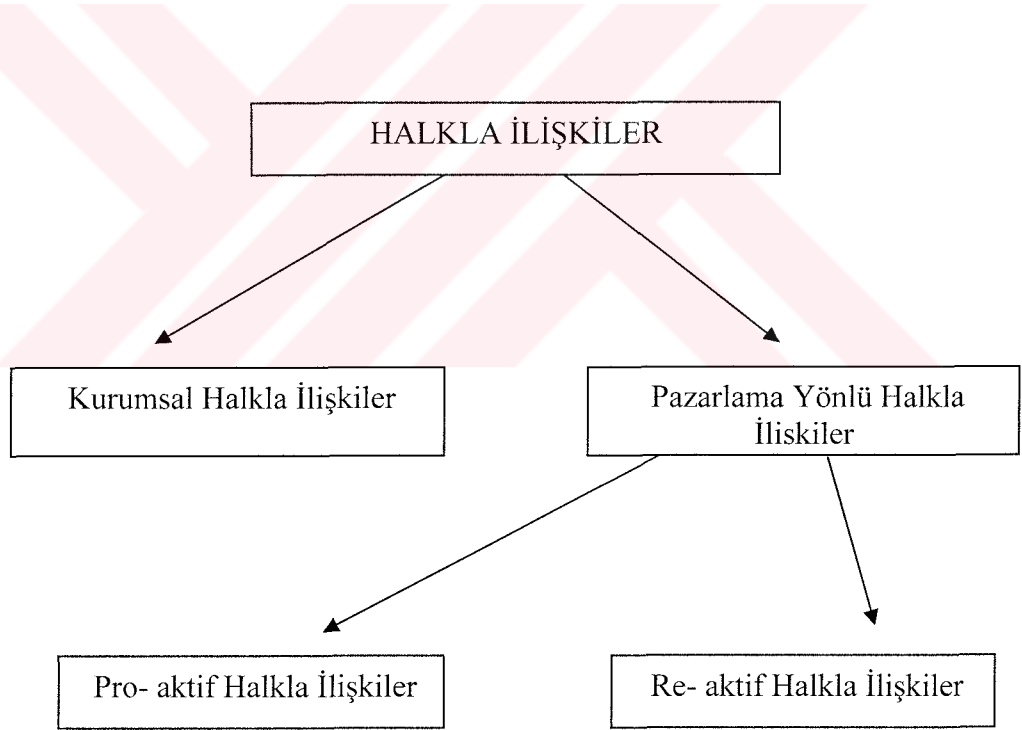 HALKLA İLİŞKİLER
Kurumsal Halkla İlişkiler
Pazarlama Yönlü Halkla
İliskiler
Pro- aktif Halkla İlişkiler
Re- aktif Halkla İlişkiler